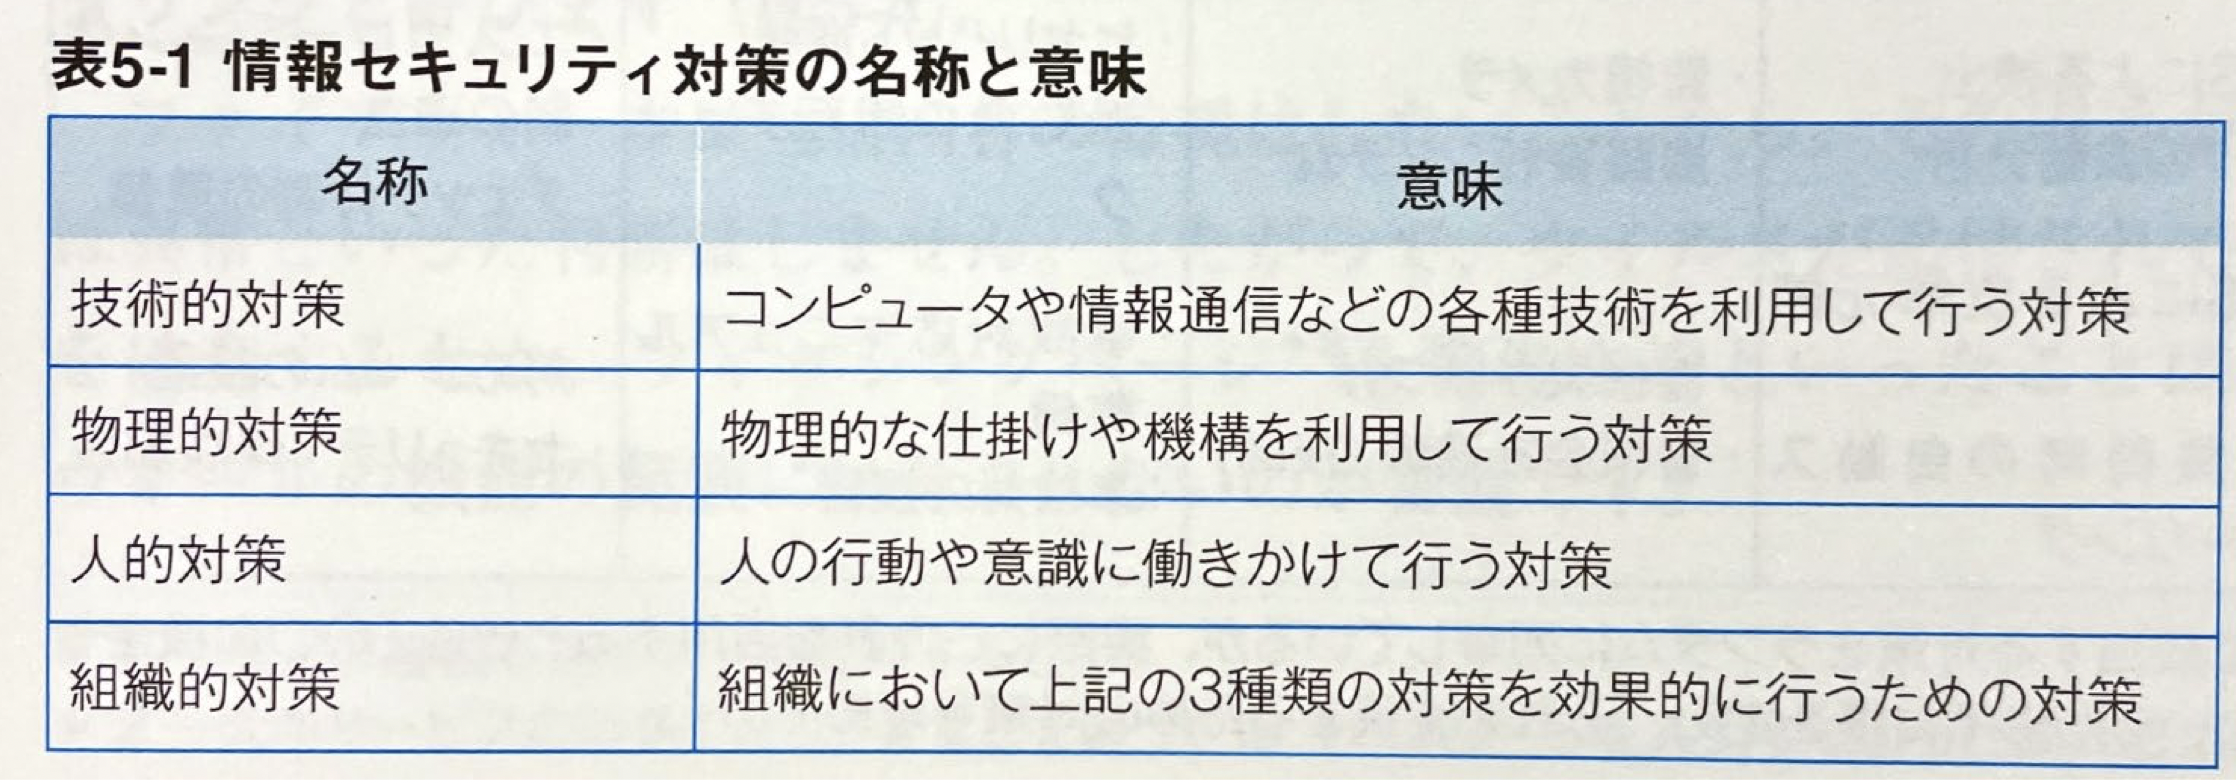 表5-1 情報セキュリティ対策の名称と意味
名称 意味
技術的対策 コンピュータや情報通信などの各種技術を利用して行う対策
物理的対策 物理的な仕掛けや機構を利用して行う対策
人的対策 人の行動や意識に働きかけて行う対策
組織的対策 組織において上記の3種類の対策を効果的に行うための対策